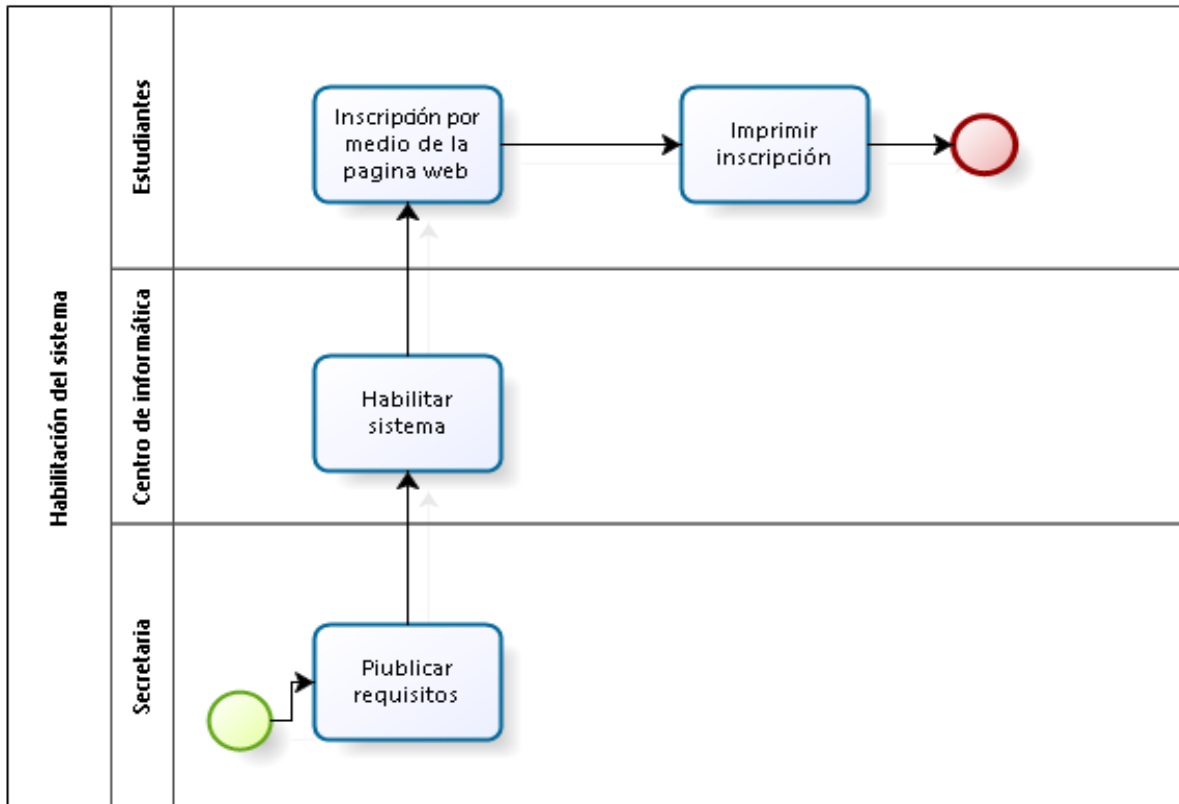 Habilitación del sistema
Estudiantes
Inscripción por
medio de la
pagina web
Imprimir
inscripción
Centro de informática
Habilitar
sistema
Secretaria
Piublicar
requisitos